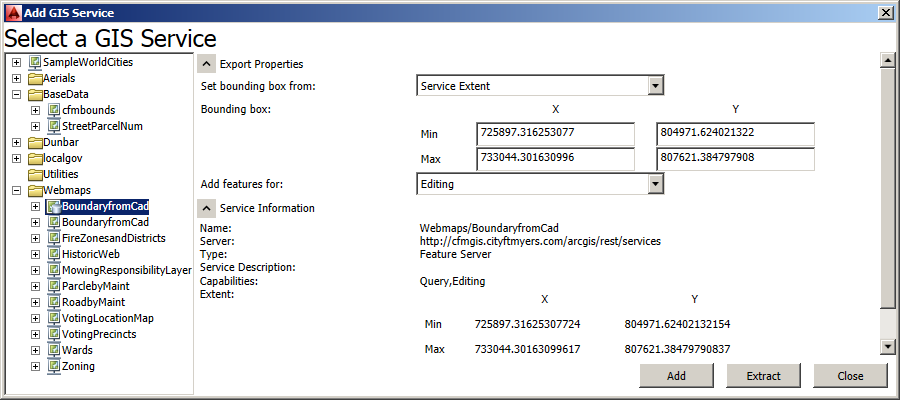 Add GIS Service
Select a GIS Service
SampleWorldCities
Aerials
BaseData
cfmbounds
StreetParcelNum
Dunbar
localgov
Utilities
Webmaps
BoundaryfromCad
BoundaryfromCad
FireZonesandDistricts
HistoricWeb
MowingResponsibilityLayer
ParclebyMaint
RoadbyMaint
VotingLocationMap
VotingPrecincts
Wards
Zoning
Export Properties
Set bounding box from: Service Extent
Bounding box: X Y
Min 725897.316253077 804971.624021322
Max 733044.301630996 807621.384797908
Add features for: Editing
Service Information
Name: Webmaps/BoundaryfromCad
Server: http://cfmgis.cityftmyers.com/arcgis/rest/services
Type: Feature Server
Service Description:
Capabilities: Query,Editing
Extent: X Y
Min 725897.31625307724 804971.62402132154
Max 733044.30163099617 807621.38479790837
Add Extract Close